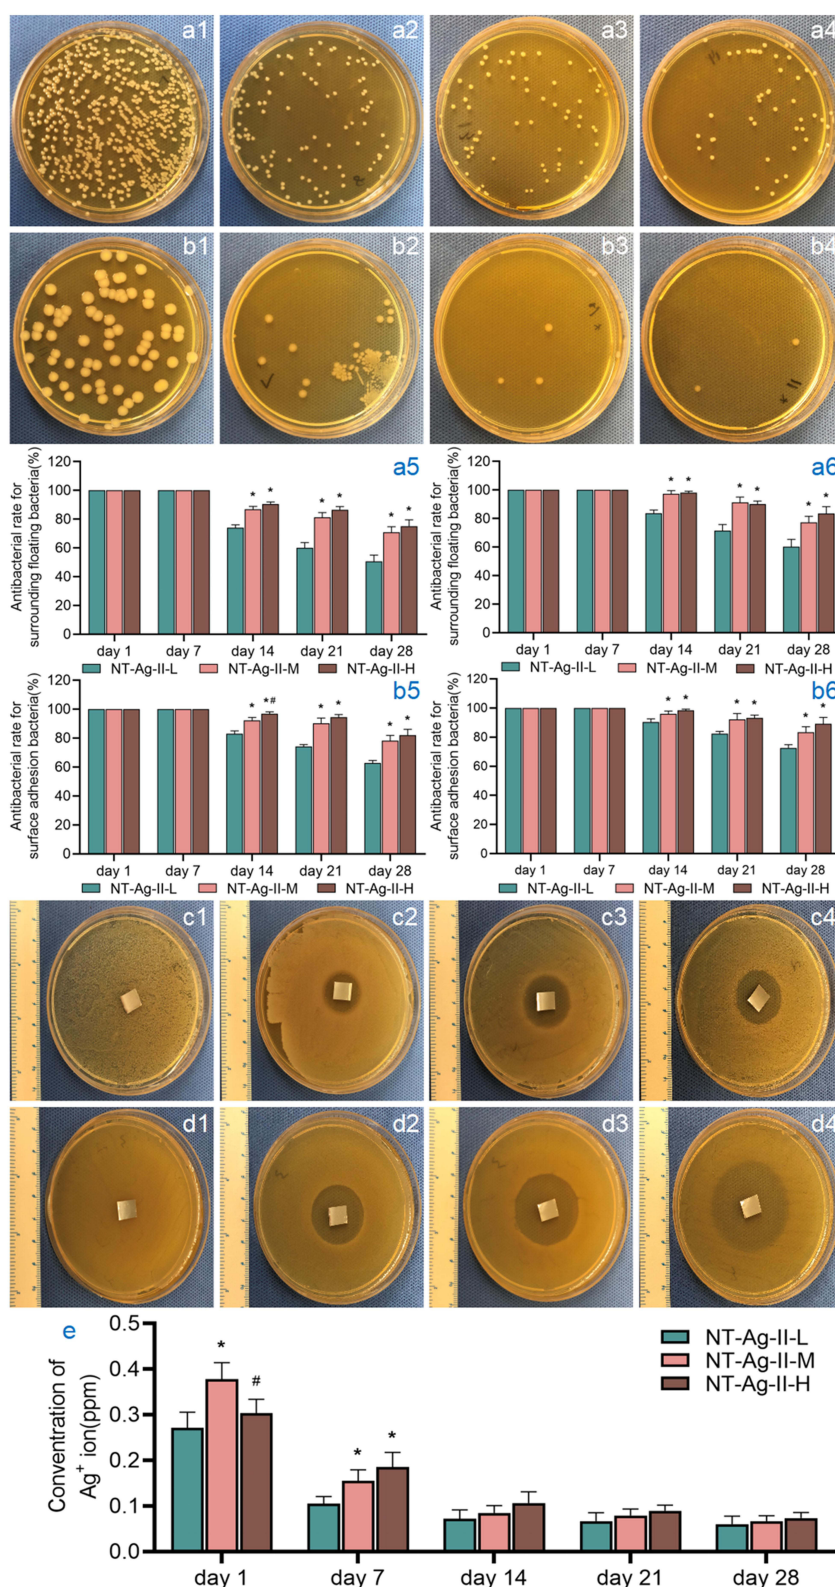 a1
a2
a3
a4
b1
b2
b3
b4
a5
Antibacterial rate for
surrounding floating bacteria(%)
120
100
80
60
40
20
0
* *
* *
* *
day 1 day 7 day 14 day 21 day 28
NT-Ag-II-L NT-Ag-II-M NT-Ag-II-H
a6
Antibacterial rate for
surrounding floating bacteria(%)
120
100
80
60
40
20
0
* *
* *
* *
day 1 day 7 day 14 day 21 day 28
NT-Ag-II-L NT-Ag-II-M NT-Ag-II-H
b5
Antibacterial rate for
surface adhesion bacteria(%)
120
100
80
60
40
20
0
* *#
* *
* *
day 1 day 7 day 14 day 21 day 28
NT-Ag-II-L NT-Ag-II-M NT-Ag-II-H
b6
Antibacterial rate for
surface adhesion bacteria(%)
120
100
80
60
40
20
0
* *
* *
* *
day 1 day 7 day 14 day 21 day 28
NT-Ag-II-L NT-Ag-II-M NT-Ag-II-H
c1
c2
c3
c4
d1
d2
d3
d4
e
Conventration of
Ag+ ion(ppm)
0.5
0.4
0.3
0.2
0.1
0.0
* #
* *
NT-Ag-II-L
NT-Ag-II-M
NT-Ag-II-H
day 1 day 7 day 14 day 21 day 28